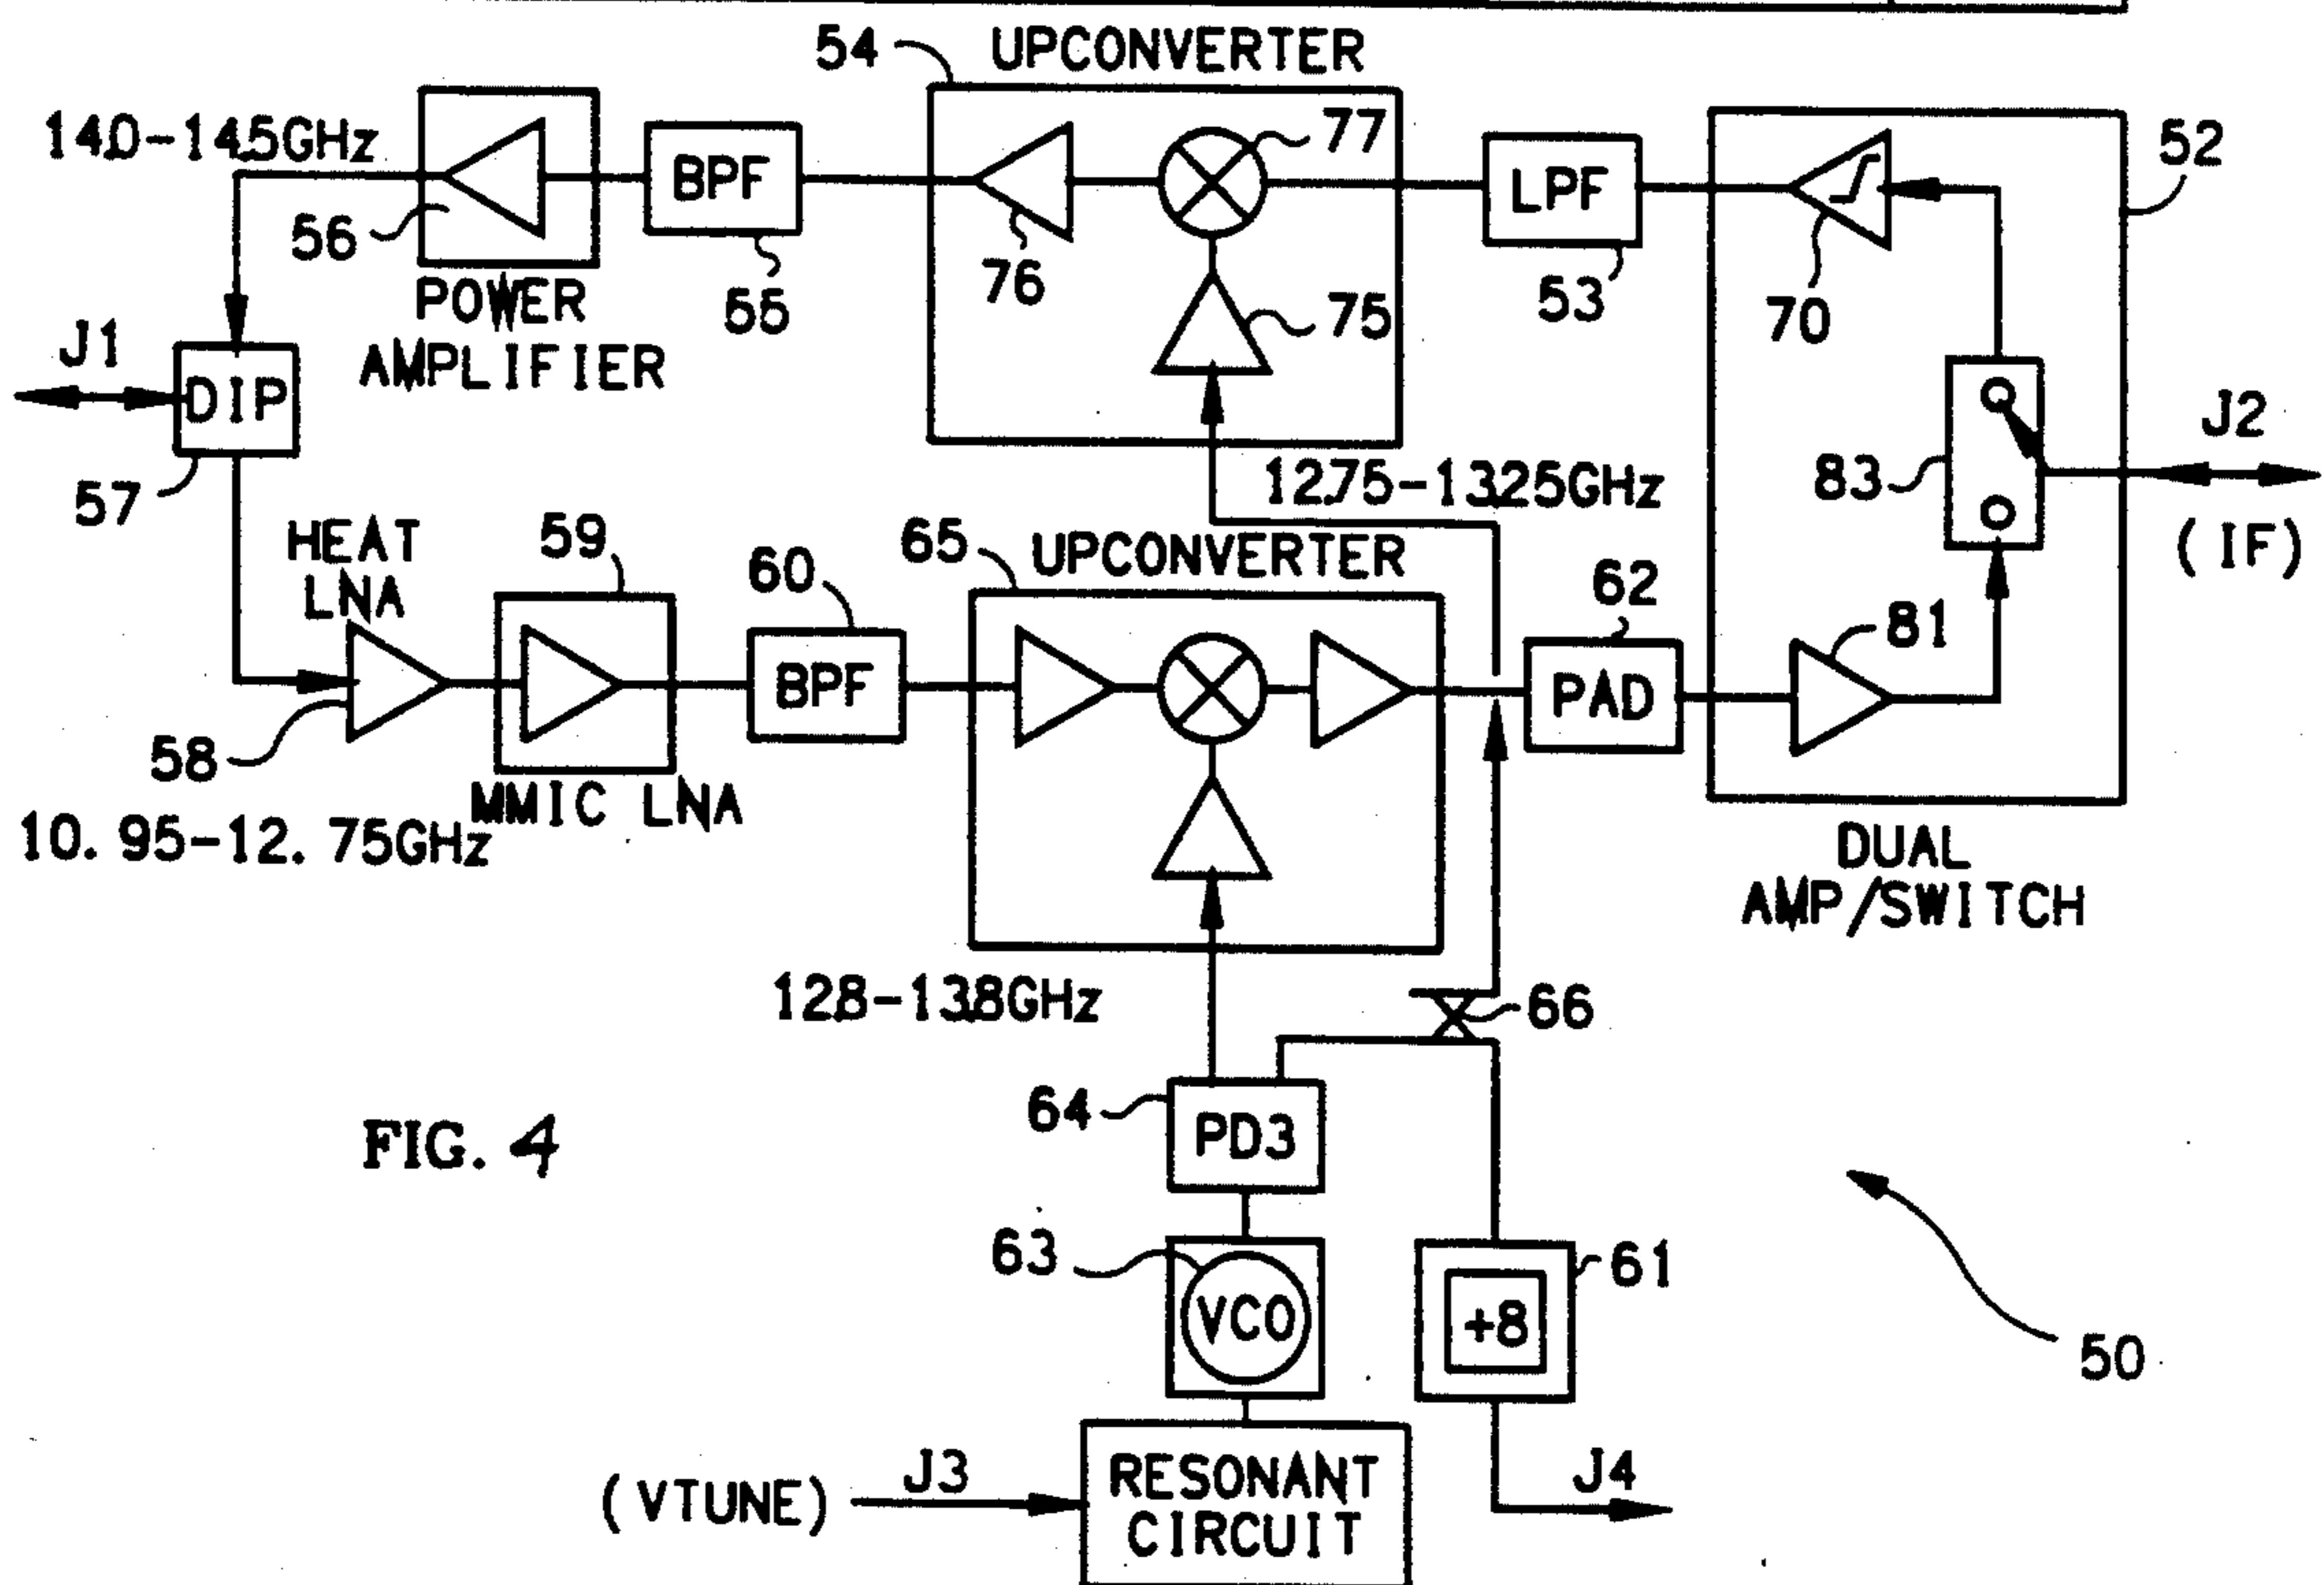 54
UPCONVERTER
14.0-14.5GHz
77
52
BPF
LPF
56
76
75
53
70
55
POWER
AMPLIFIER
J1
DIP
J2
57
12.75-13.25GHz
83
(IF)
HEAT
LNA
59
60
65
UPCONVERTER
62
81
BPF
PAD
58
MMIC LNA
10.95-12.75GHz
DUAL
AMP/SWITCH
12.8-13.8GHz
66
64
PD3
FIG. 4
63
VCO
61
+8
50
(VTUNE)
J3
RESONANT
CIRCUIT
J4